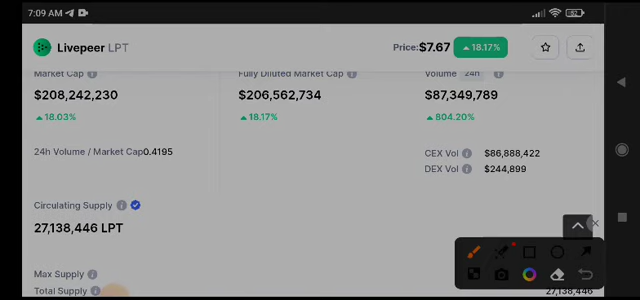 7:09 AM
62
Livepeer LPT
Price:$7.67 18.17%
Market Cap
Fully Diluted Market Cap
Volume 24h
$208,242,230
$206,562,734
$87,349,789
18.03%
18.17%
804.20%
24h Volume / Market Cap0.4195
CEX Vol $86,888,422
DEX Vol $244,899
Circulating Supply
27,138,446 LPT
Max Supply
Total Supply
27,138,446